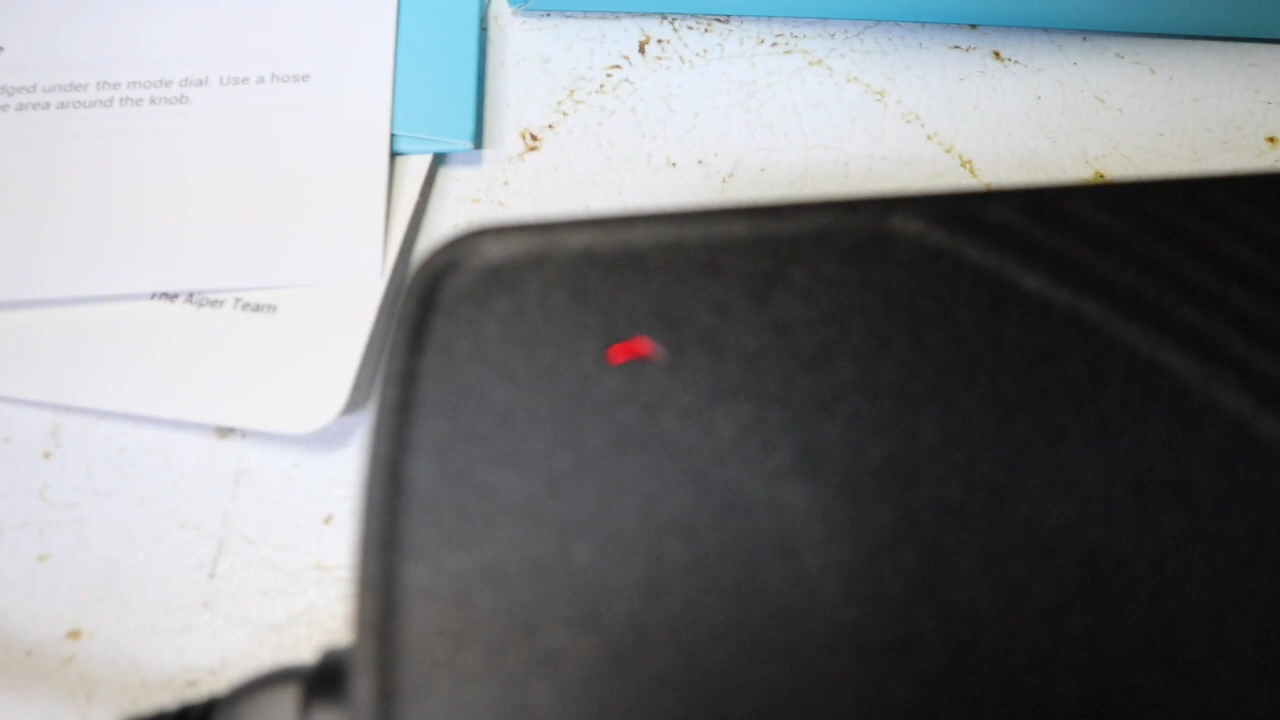 dged under the mode dial. Use a hose
e area around the knob.
The Aiper Team